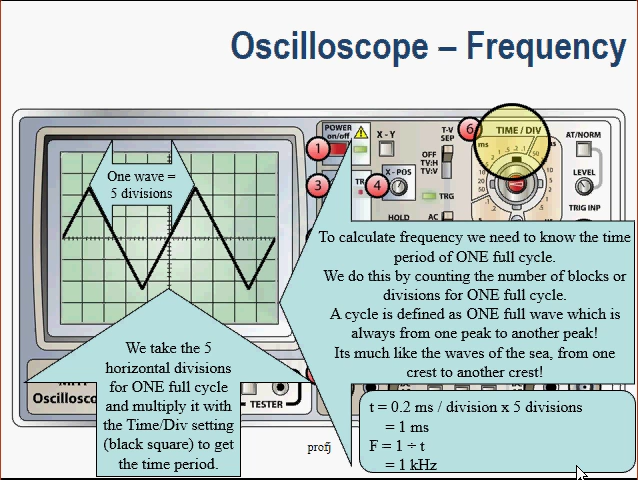 Oscilloscope – Frequency
POWER
on/off
X - Y
T-V
SEP
6
TIME / DIV
AT/NORM
1
OFF
TV:H
TV:V
ms
.2
.1
50
One wave =
5 divisions
3
TR
4
X - POS
TRG
LEVEL
HOLD
AC
TRIG INP
To calculate frequency we need to know the time
period of ONE full cycle.
We do this by counting the number of blocks or
divisions for ONE full cycle.
A cycle is defined as ONE full wave which is
always from one peak to another peak!
Its much like the waves of the sea, from one
crest to another crest!
We take the 5
horizontal divisions
for ONE full cycle
and multiply it with
the Time/Div setting
(black square) to get
the time period.
Oscillosc
TESTER
t = 0.2 ms / division x 5 divisions
= 1 ms
F = 1 ÷ t
= 1 kHz
profj